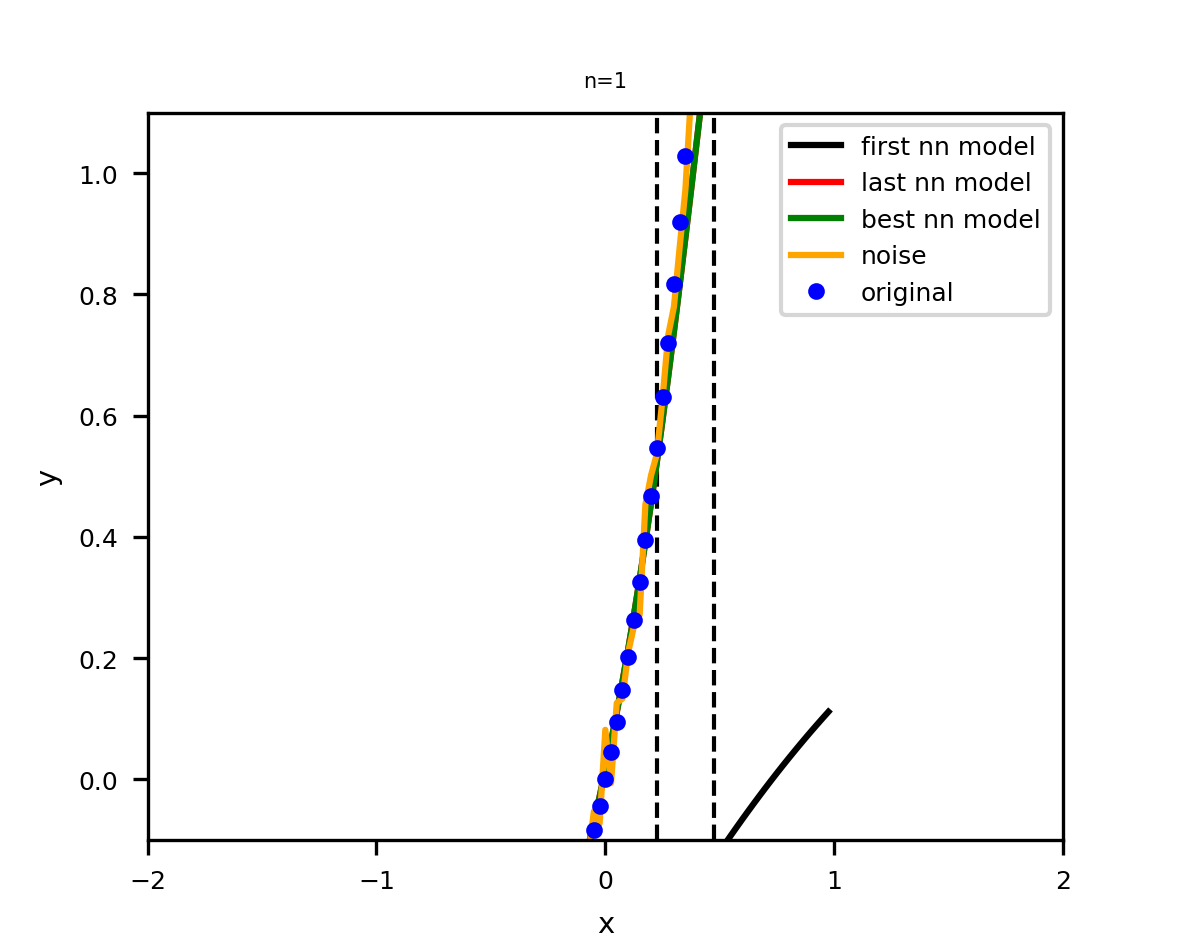 n=1
first nn model
last nn model
best nn model
noise
original
y
1.0
0.8
0.6
0.4
0.2
0.0
−2
−1
0
1
2
x